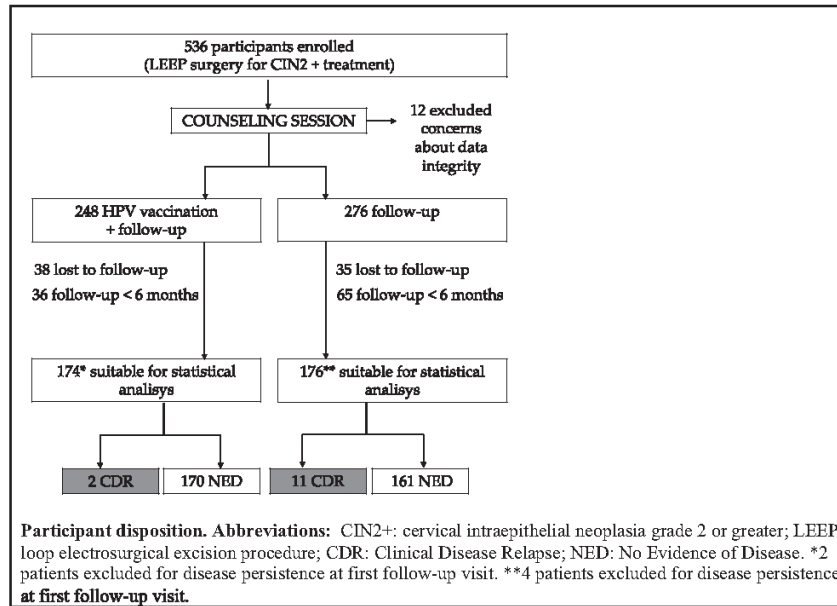 536 participants enrolled
(LEEP surgery for CIN2 + treatment)
COUNSELING SESSION
12 excluded
concerns
about data
integrity
248 HPV vaccination
+ follow-up
276 follow-up
38 lost to follow-up
36 follow-up < 6 months
35 lost to follow-up
65 follow-up < 6 months
174* suitable for statistical
analisys
176** suitable for statistical
analisys
2 CDR
170 NED
11 CDR
161 NED
Participant disposition. Abbreviations: CIN2+: cervical intraepithelial neoplasia grade 2 or greater; LEEP
loop electrosurgical excision procedure; CDR: Clinical Disease Relapse; NED: No Evidence of Disease. *2
patients excluded for disease persistence at first follow-up visit. **4 patients excluded for disease persistence
at first follow-up visit.